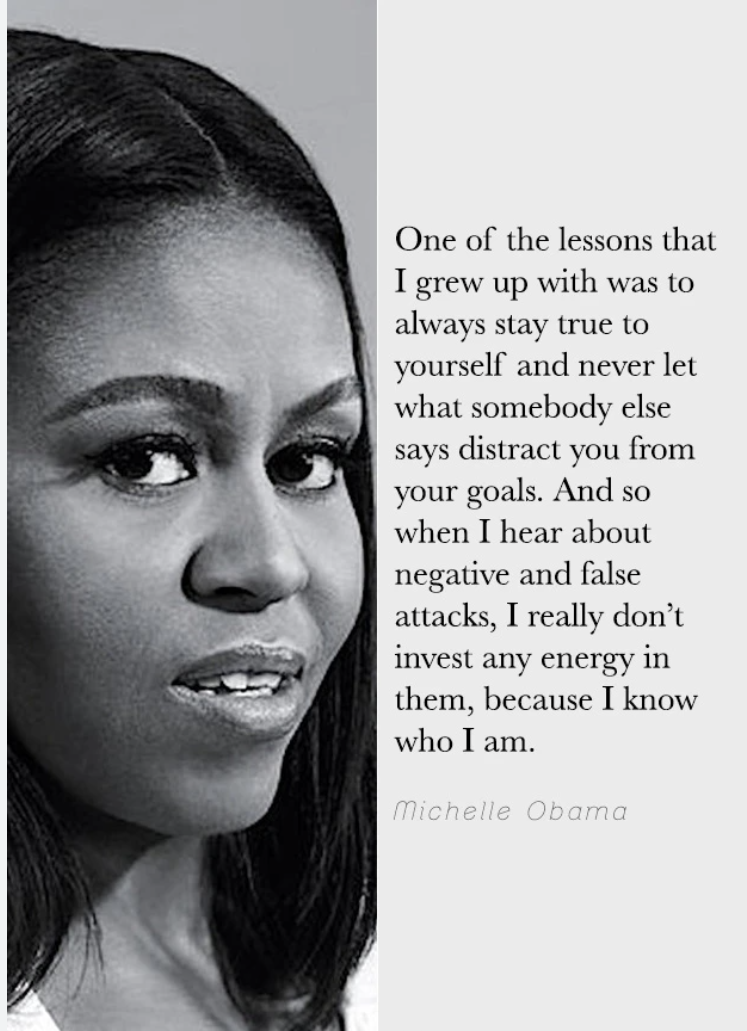 One of the lessons that
I grew up with was to
always stay true to
yourself and never let
what somebody else
says distract you from
your goals. And so
when I hear about
negative and false
attacks, I really don’t
invest any energy in
them, because I know
who I am.
Michelle Obama